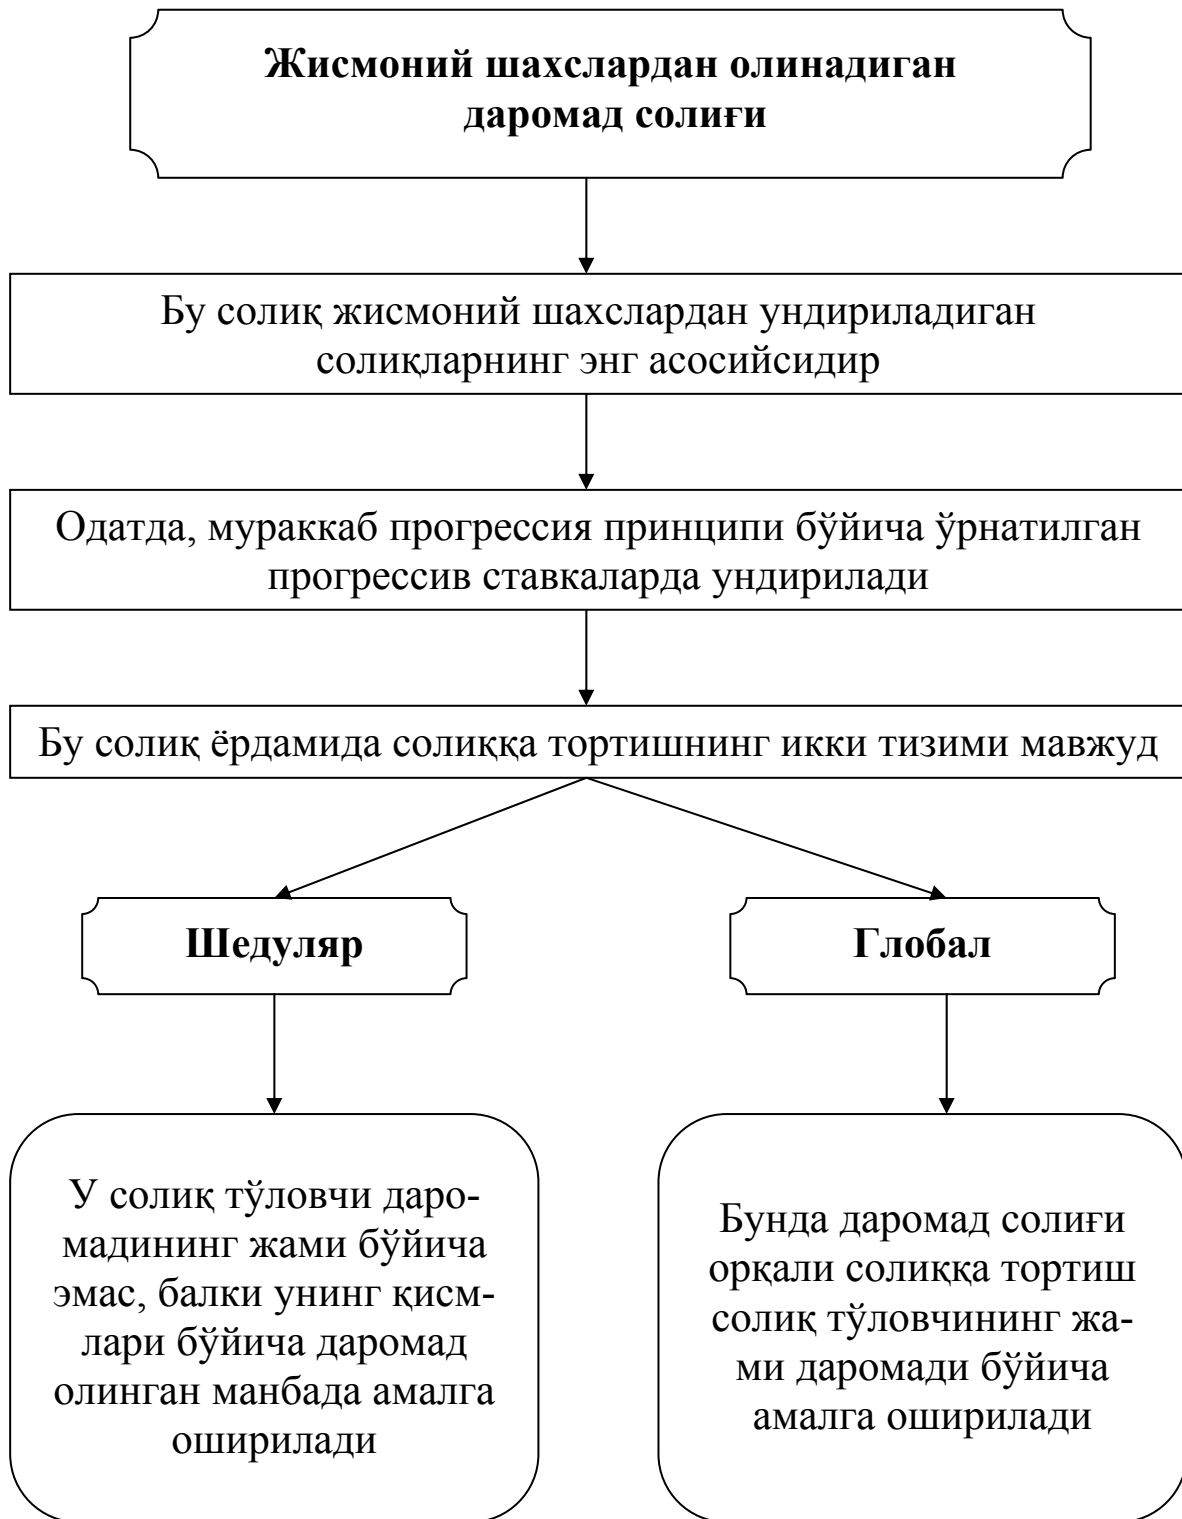 Жисмоний шахслардан олинадиган
даромад солиғи
Бу солиқ жисмоний шахслардан ундириладиган
солиқларнинг энг асосийсидир
Одатда, мураккаб прогрессия принципи бўйича ўрнатилган
прогрессив ставкаларда ундирилади
Бу солиқ ёрдамида солиққа тортишнинг икки тизими мавжуд
Шедуляр
Глобал
У солиқ тўловчи даро-
мадининг жами бўйича
эмас, балки унинг қисм-
лари бўйича даромад
олинган манбада амалга
оширилади
Бунда даромад солиғи
орқали солиққа тортиш
солиқ тўловчининг жа-
ми даромади бўйича
амалга оширилади